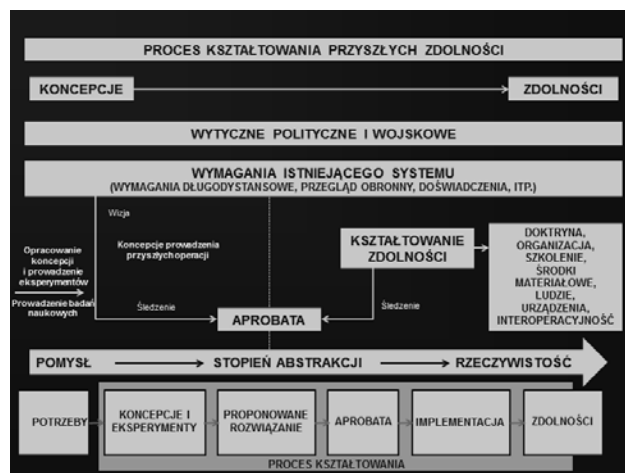 PROCES KSZTAŁTOWANIA PRZYSZŁYCH ZDOLNOŚCI
KONCEPCJE
ZDOLNOŚCI
WYTYCZNE POLITYCZNE I WOJSKOWE
WYMAGANIA ISTNIEJĄCEGO SYSTEMU
(WYMAGANIA DŁUGODYSTANSOWE, PRZEGLĄD OBRONNY, DOŚWIADCZENIA, ITP.)
Wizja
Koncepcje prowadzenia
przyszłych operacji
Opracowanie
koncepcji
i prowadzenie
eksperymentów
Prowadzenie badań
naukowych
Śledzenie
APROBATA
KSZTAŁTOWANIE
ZDOLNOŚCI
Śledzenie
DOKTRYNA,
ORGANIZACJA,
SZKOLENIE,
ŚRODKI
MATERIAŁOWE,
LUDZIE,
URZĄDZENIA,
INTEROPERACYJNOŚĆ
POMYSŁ
STOPIEŃ ABSTRAKCJI
RZECZYWISTOŚĆ
POTRZEBY
KONCEPCJE I
EKSPERYMENTY
PROPONOWANE
ROZWIĄZANIE
APROBATA
IMPLEMENTACJA
ZDOLNOŚCI
PROCES KSZTAŁTOWANIA